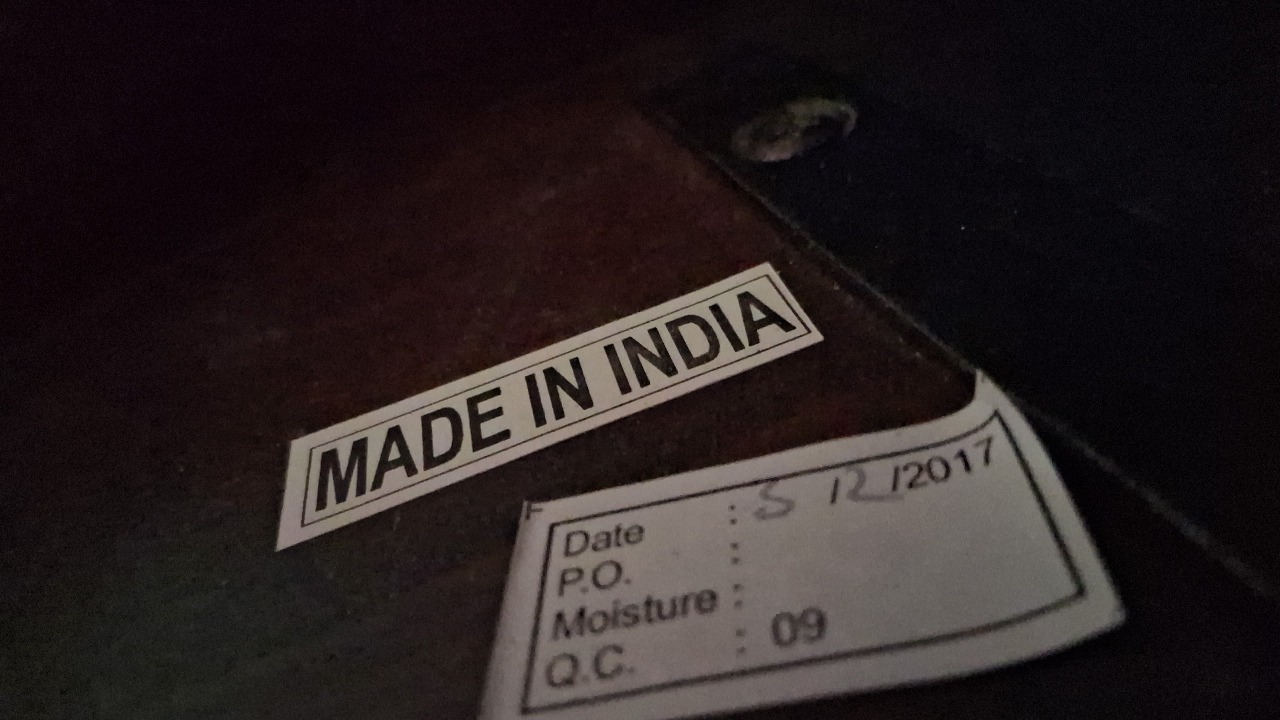 MADE IN INDIA
F
Date : 5 /12/2017
P.O. :
Moisture :
Q.C. : 09